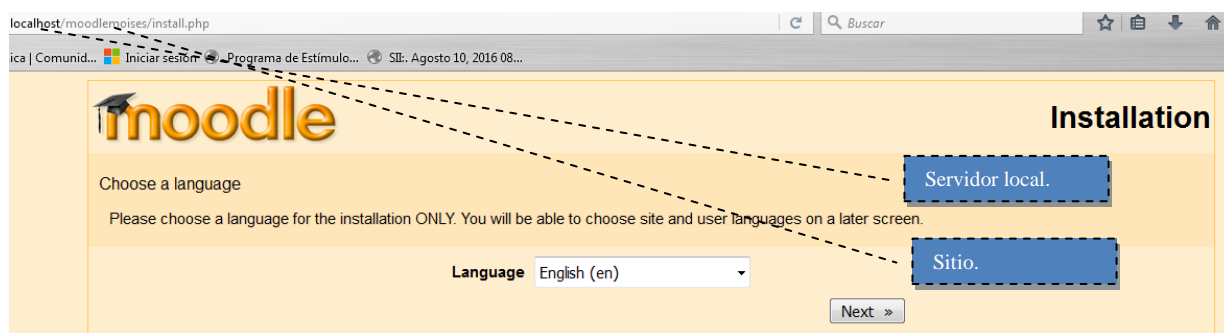 localhost/moodlemoises/install.php
Buscar
ica | Comunid... Iniciar sesión Programa de Estímulo... SII:. Agosto 10, 2016 08...
moodle
Installation
Servidor local.
Choose a language
Please choose a language for the installation ONLY. You will be able to choose site and user languages on a later screen.
Sitio.
Language English (en)
Next »